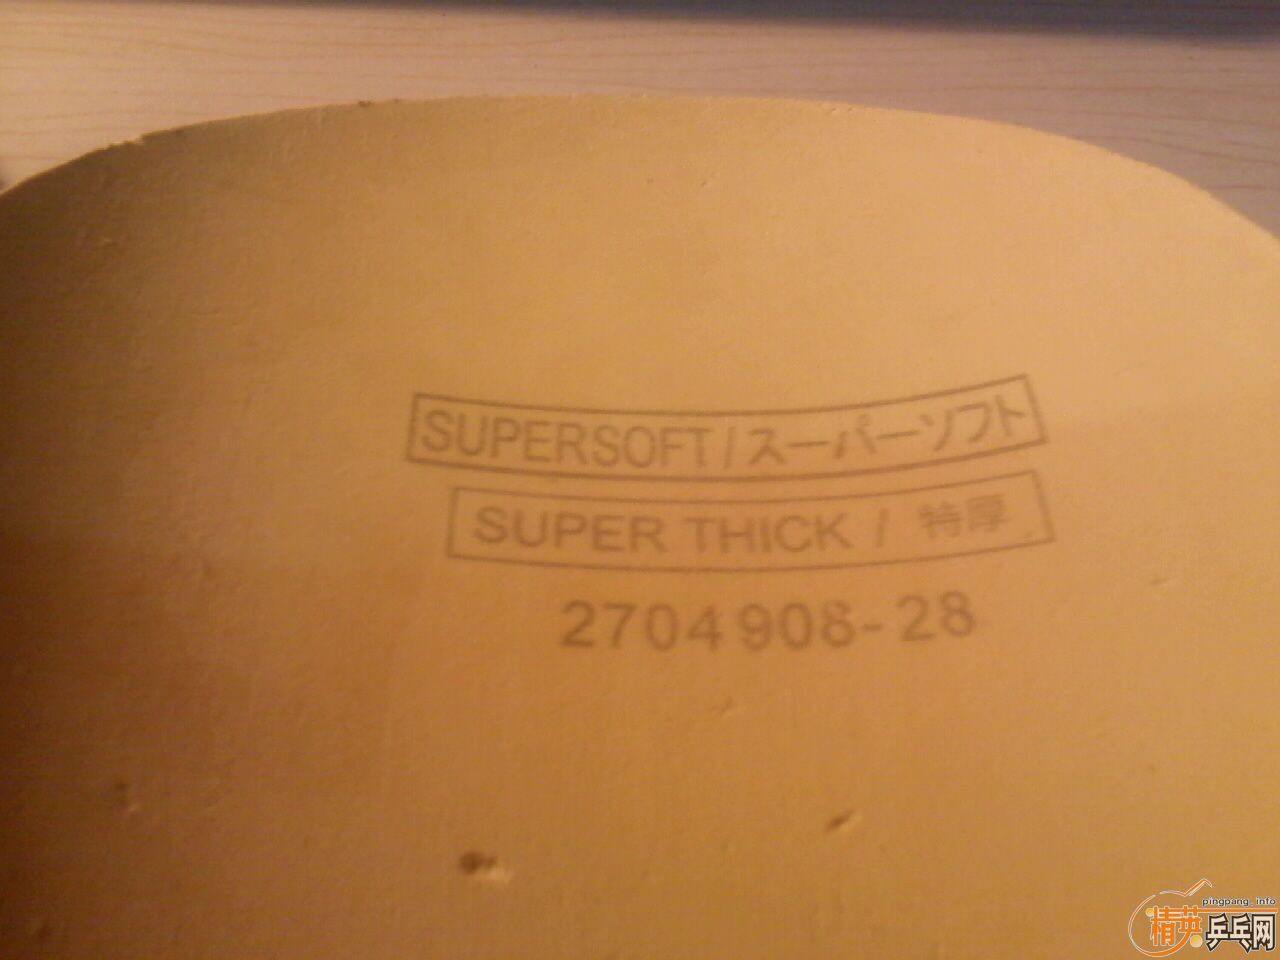 SUPERSOFT / スーパーソフト
SUPER THICK / 特厚
2704908-28
pingpang.info
精英乒乓网